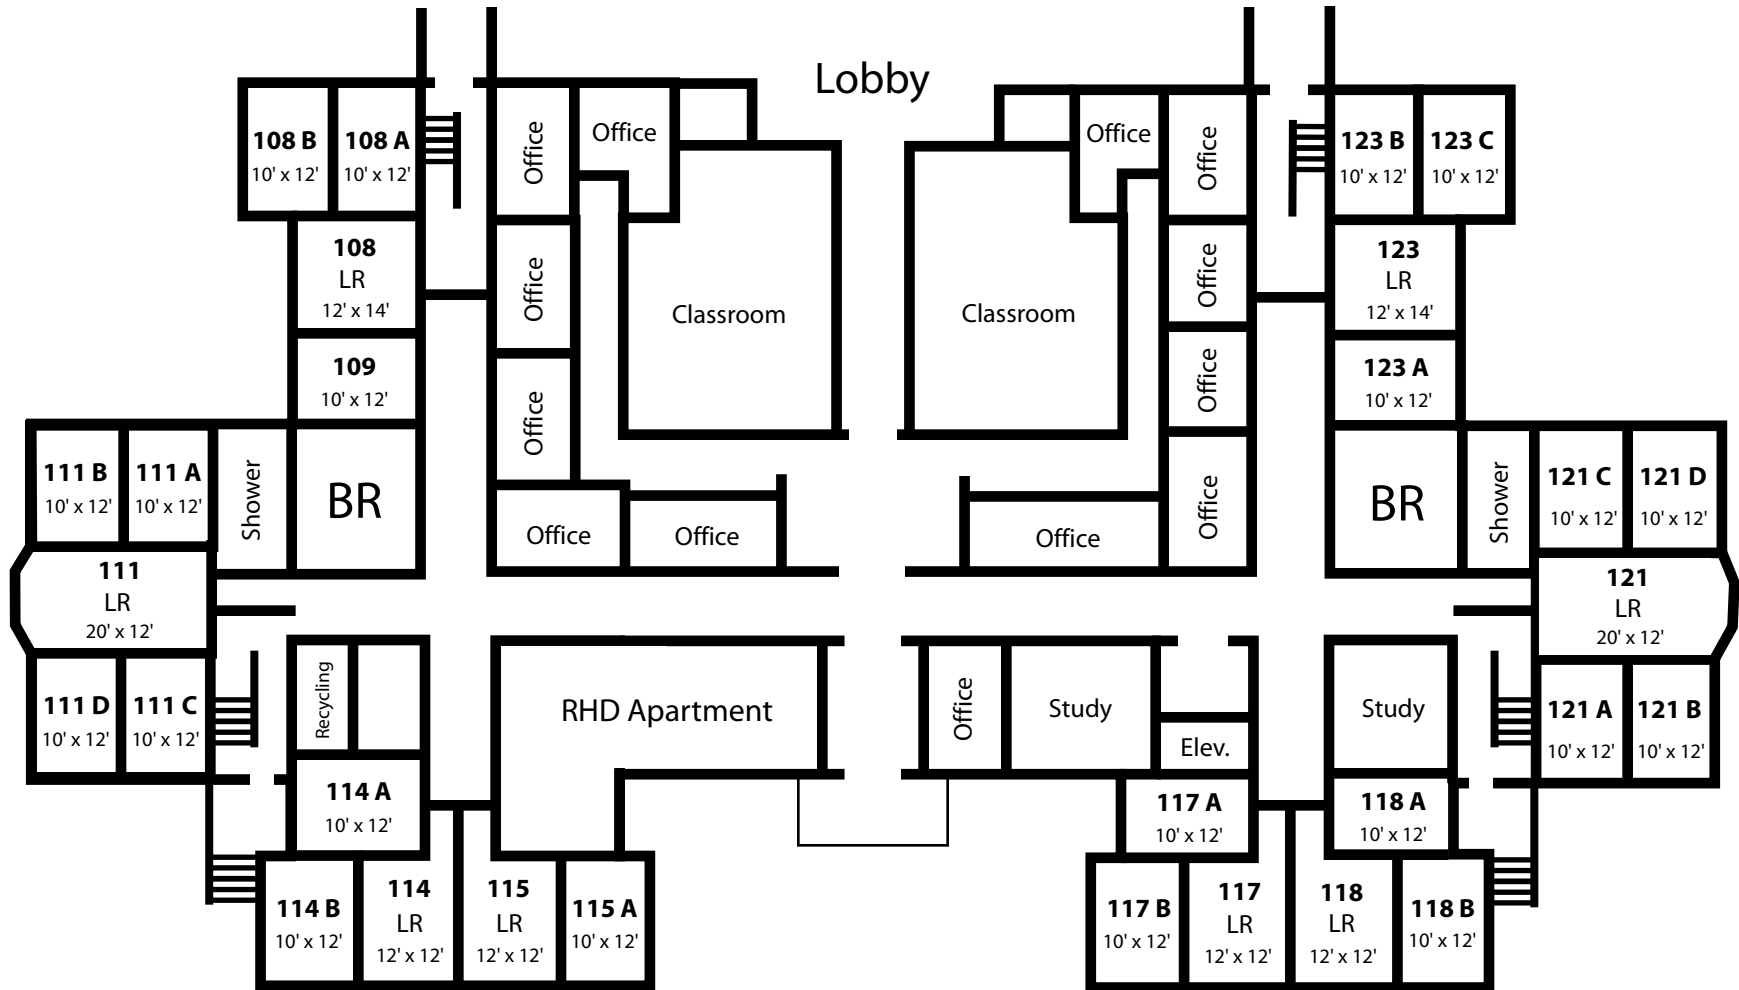 Lobby
108 B
10' x 12'
108 A
10' x 12'
Office
Office
Office
Office
123 B
10' x 12'
123 C
10' x 12'
108
LR
12' x 14'
Office
Classroom
Classroom
Office
123
LR
12' x 14'
109
10' x 12'
Office
Office
123 A
10' x 12'
111 B
10' x 12'
111 A
10' x 12'
Shower
BR
Office
Office
Office
Office
BR
Shower
121 C
10' x 12'
121 D
10' x 12'
111
LR
20' x 12'
121
LR
20' x 12'
111 D
10' x 12'
111 C
10' x 12'
Recycling
RHD Apartment
Office
Study
Elev.
Study
121 A
10' x 12'
121 B
10' x 12'
114 A
10' x 12'
117 A
10' x 12'
118 A
10' x 12'
114 B
10' x 12'
114
LR
12' x 12'
115
LR
12' x 12'
115 A
10' x 12'
117 B
10' x 12'
117
LR
12' x 12'
118
LR
12' x 12'
118 B
10' x 12'